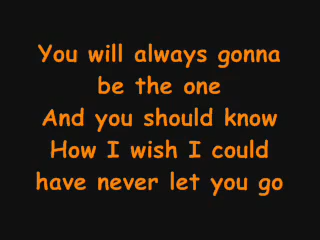 You will always gonna
be the one
And you should know
How I wish I could
have never let you go